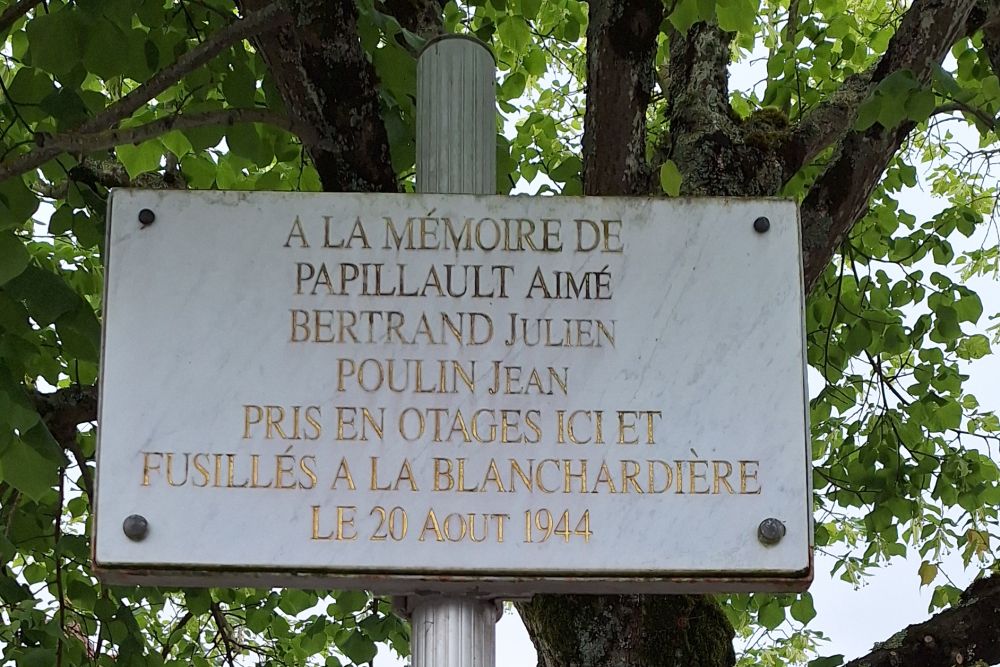 A LA MÉMOIRE DE
PAPILLAULT AIMÉ
BERTRAND JULIEN
POULIN JEAN
PRIS EN OTAGES ICI ET
FUSILLÉS A LA BLANCHARDIÈRE
LE 20 AOUT 1944